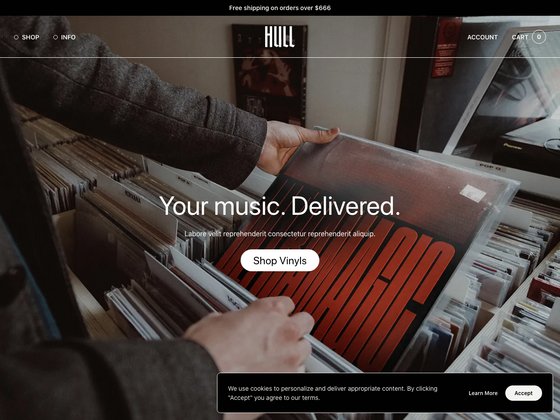 Free shipping on orders over $666
SHOP
INFO
HULL
ACCOUNT
CART 0
POP Q
Your music. Delivered.
Labore velit reprehenderit consectetur reprehenderit aliquip.
Shop Vinyls
We use cookies to personalize and deliver appropriate content. By clicking
"Accept" you agree to our terms.
Learn More
Accept